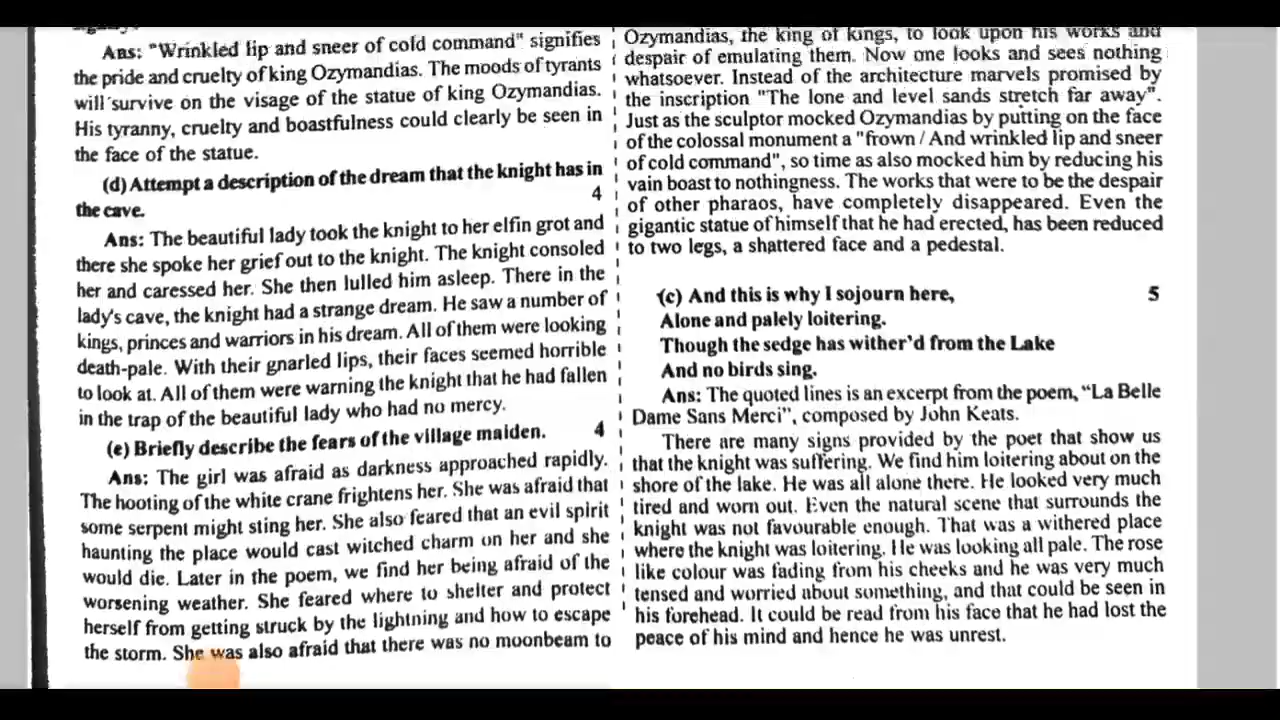 Ans: "Wrinkled lip and sneer of cold command" signifies
the pride and cruelty of king Ozymandias. The moods of tyrants
will survive on the visage of the statue of king Ozymandias.
His tyranny, cruelty and boastfulness could clearly be seen in
the face of the statue.
(d) Attempt a description of the dream that the knight has in
the cave. 4
Ans: The beautiful lady took the knight to her elfin grot and
there she spoke her grief out to the knight. The knight consoled
her and caressed her. She then lulled him asleep. There in the
lady's cave, the knight had a strange dream. He saw a number of
kings, princes and warriors in his dream. All of them were looking
death-pale. With their gnarled lips, their faces seemed horrible
to look at. All of them were warning the knight that he had fallen
in the trap of the beautiful lady who had no mercy.
(e) Briefly describe the fears of the village maiden. 4
Ans: The girl was afraid as darkness approached rapidly.
The hooting of the white crane frightens her. She was afraid that
some serpent might sting her. She also feared that an evil spirit
haunting the place would cast witched charm on her and she
would die. Later in the poem, we find her being afraid of the
worsening weather. She feared where to shelter and protect
herself from getting struck by the lightning and how to escape
the storm. She was also afraid that there was no moonbeam to
Ozymandias, the king of kings, to look upon his works and
despair of emulating them. Now one looks and sees nothing
whatsoever. Instead of the architecture marvels promised by
the inscription "The lone and level sands stretch far away".
Just as the sculptor mocked Ozymandias by putting on the face
of the colossal monument a "frown / And wrinkled lip and sneer
of cold command", so time as also mocked him by reducing his
vain boast to nothingness. The works that were to be the despair
of other pharaos, have completely disappeared. Even the
gigantic statue of himself that he had erected, has been reduced
to two legs, a shattered face and a pedestal.
(c) And this is why I sojourn here, 5
Alone and palely loitering.
Though the sedge has wither'd from the Lake
And no birds sing.
Ans: The quoted lines is an excerpt from the poem, "La Belle
Dame Sans Merci", composed by John Keats.
There are many signs provided by the poet that show us
that the knight was suffering. We find him loitering about on the
shore of the lake. He was all alone there. He looked very much
tired and worn out. Even the natural scene that surrounds the
knight was not favourable enough. That was a withered place
where the knight was loitering. He was looking all pale. The rose
like colour was fading from his cheeks and he was very much
tensed and worried about something, and that could be seen in
his forehead. It could be read from his face that he had lost the
peace of his mind and hence he was unrest.